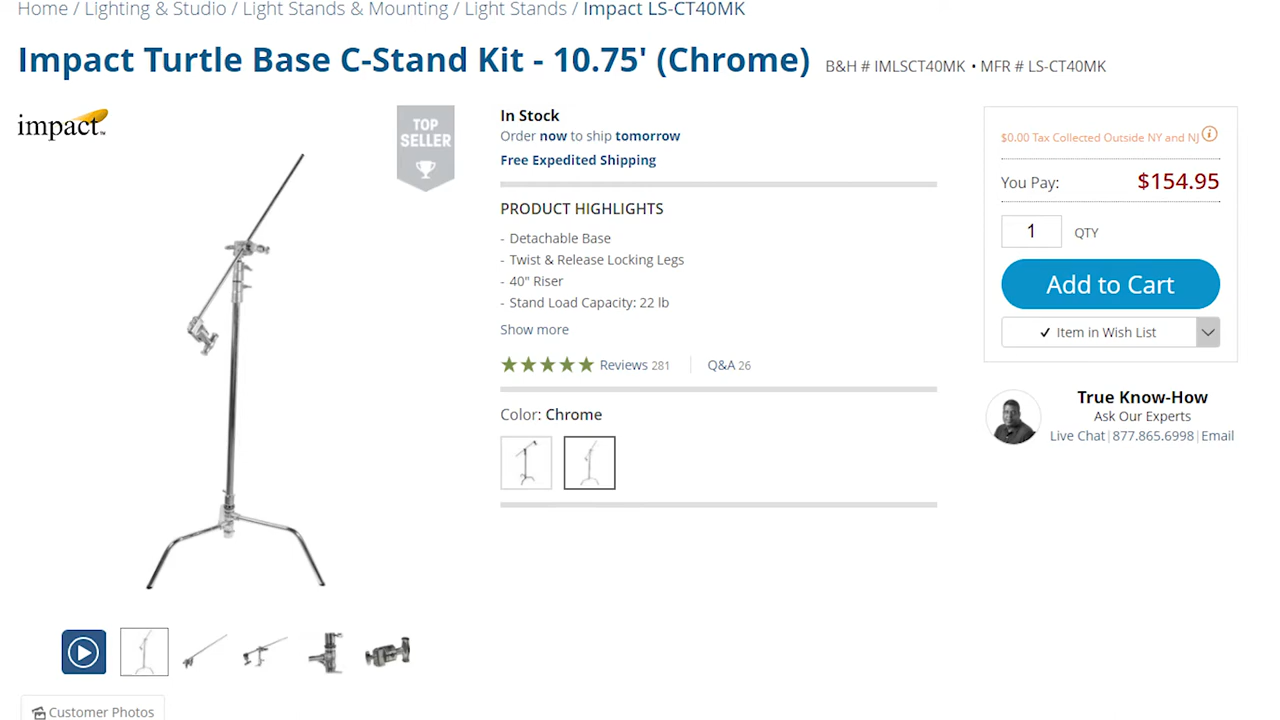 Home / Lighting & Studio / Light Stands & Mounting / Light Stands / Impact LS-CT40MK
Impact Turtle Base C-Stand Kit - 10.75' (Chrome) B&H # IMLSCT40MK • MFR # LS-CT40MK
impact™
TOP
SELLER
In Stock
Order now to ship tomorrow
Free Expedited Shipping
PRODUCT HIGHLIGHTS
- Detachable Base
- Twist & Release Locking Legs
- 40" Riser
- Stand Load Capacity: 22 lb
Show more
Reviews 281 Q&A 26
Color: Chrome
$0.00 Tax Collected Outside NY and NJ
You Pay: $154.95
1 QTY
Add to Cart
✔ Item in Wish List
True Know-How
Ask Our Experts
Live Chat|877.865.6998|Email
Customer Photos